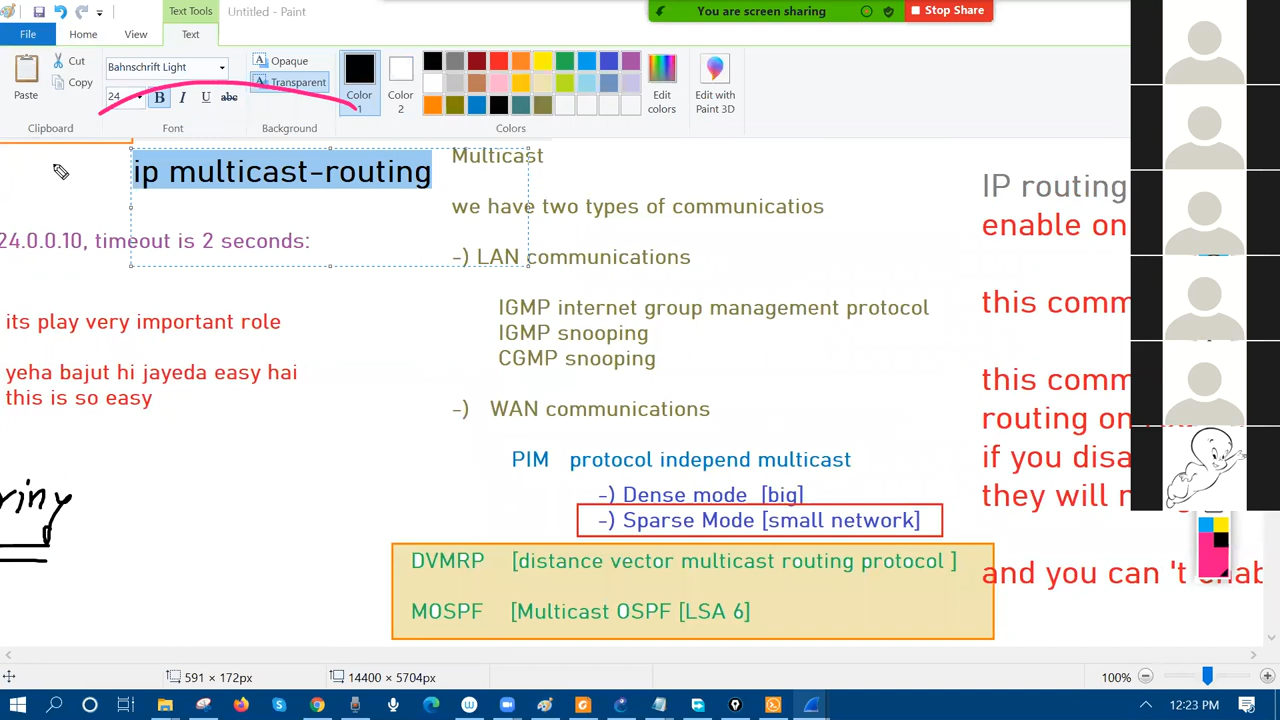 Text Tools
Untitled - Paint
You are screen sharing
Stop Share
File
Home
View
Text
Paste
Cut
Copy
Clipboard
Bahnschrift Light
24
B
I
U
abc
Font
A Opaque
A Transparent
Background
Color
1
Color
2
Edit
colors
Edit with
Paint 3D
Colors
ip multicast-routing
24.0.0.10, timeout is 2 seconds:
its play very important role
yeha bajut hi jayeda easy hai
this is so easy
Multicast
we have two types of communicatios
-) LAN communications
IGMP internet group management protocol
IGMP snooping
CGMP snooping
-) WAN communications
PIM protocol independ multicast
-) Dense mode [big]
-) Sparse Mode [small network]
DVMRP [distance vector multicast routing protocol ]
MOSPF [Multicast OSPF [LSA 6]
IP routing
enable on
this comm
this comm
routing on
if you disa
they will n
and you can 't enab
591 × 172px
14400 × 5704px
100%
12:23 PM